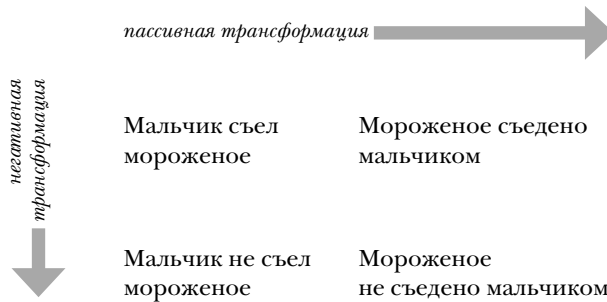 пассивная трансформация
негативная
трансформация
Мальчик съел
мороженое
Мороженое съедено
мальчиком
Мальчик не съел
мороженое
Мороженое
не съедено мальчиком